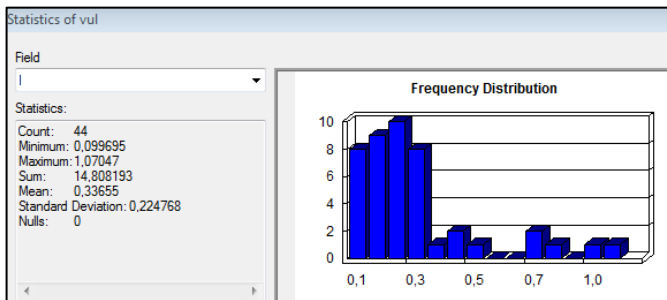 Statistics of vul
Field
I
Statistics:
Count: 44
Minimum: 0,099695
Maximum: 1,07047
Sum: 14,808193
Mean: 0,33655
Standard Deviation: 0,224768
Nulls: 0
Frequency Distribution
10
8
6
4
2
0
0,1 0,3 0,5 0,7 1,0